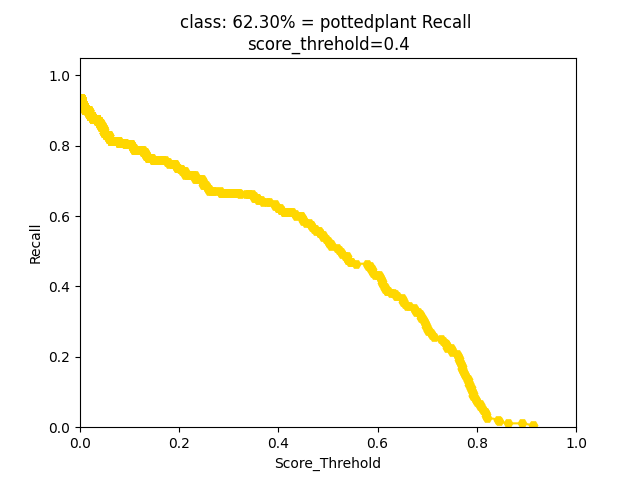 class: 62.30% = pottedplant Recall
score_threhold=0.4
1.0
0.8
0.6
0.4
0.2
0.0
Recall
0.0 0.2 0.4 0.6 0.8 1.0
Score_Threhold